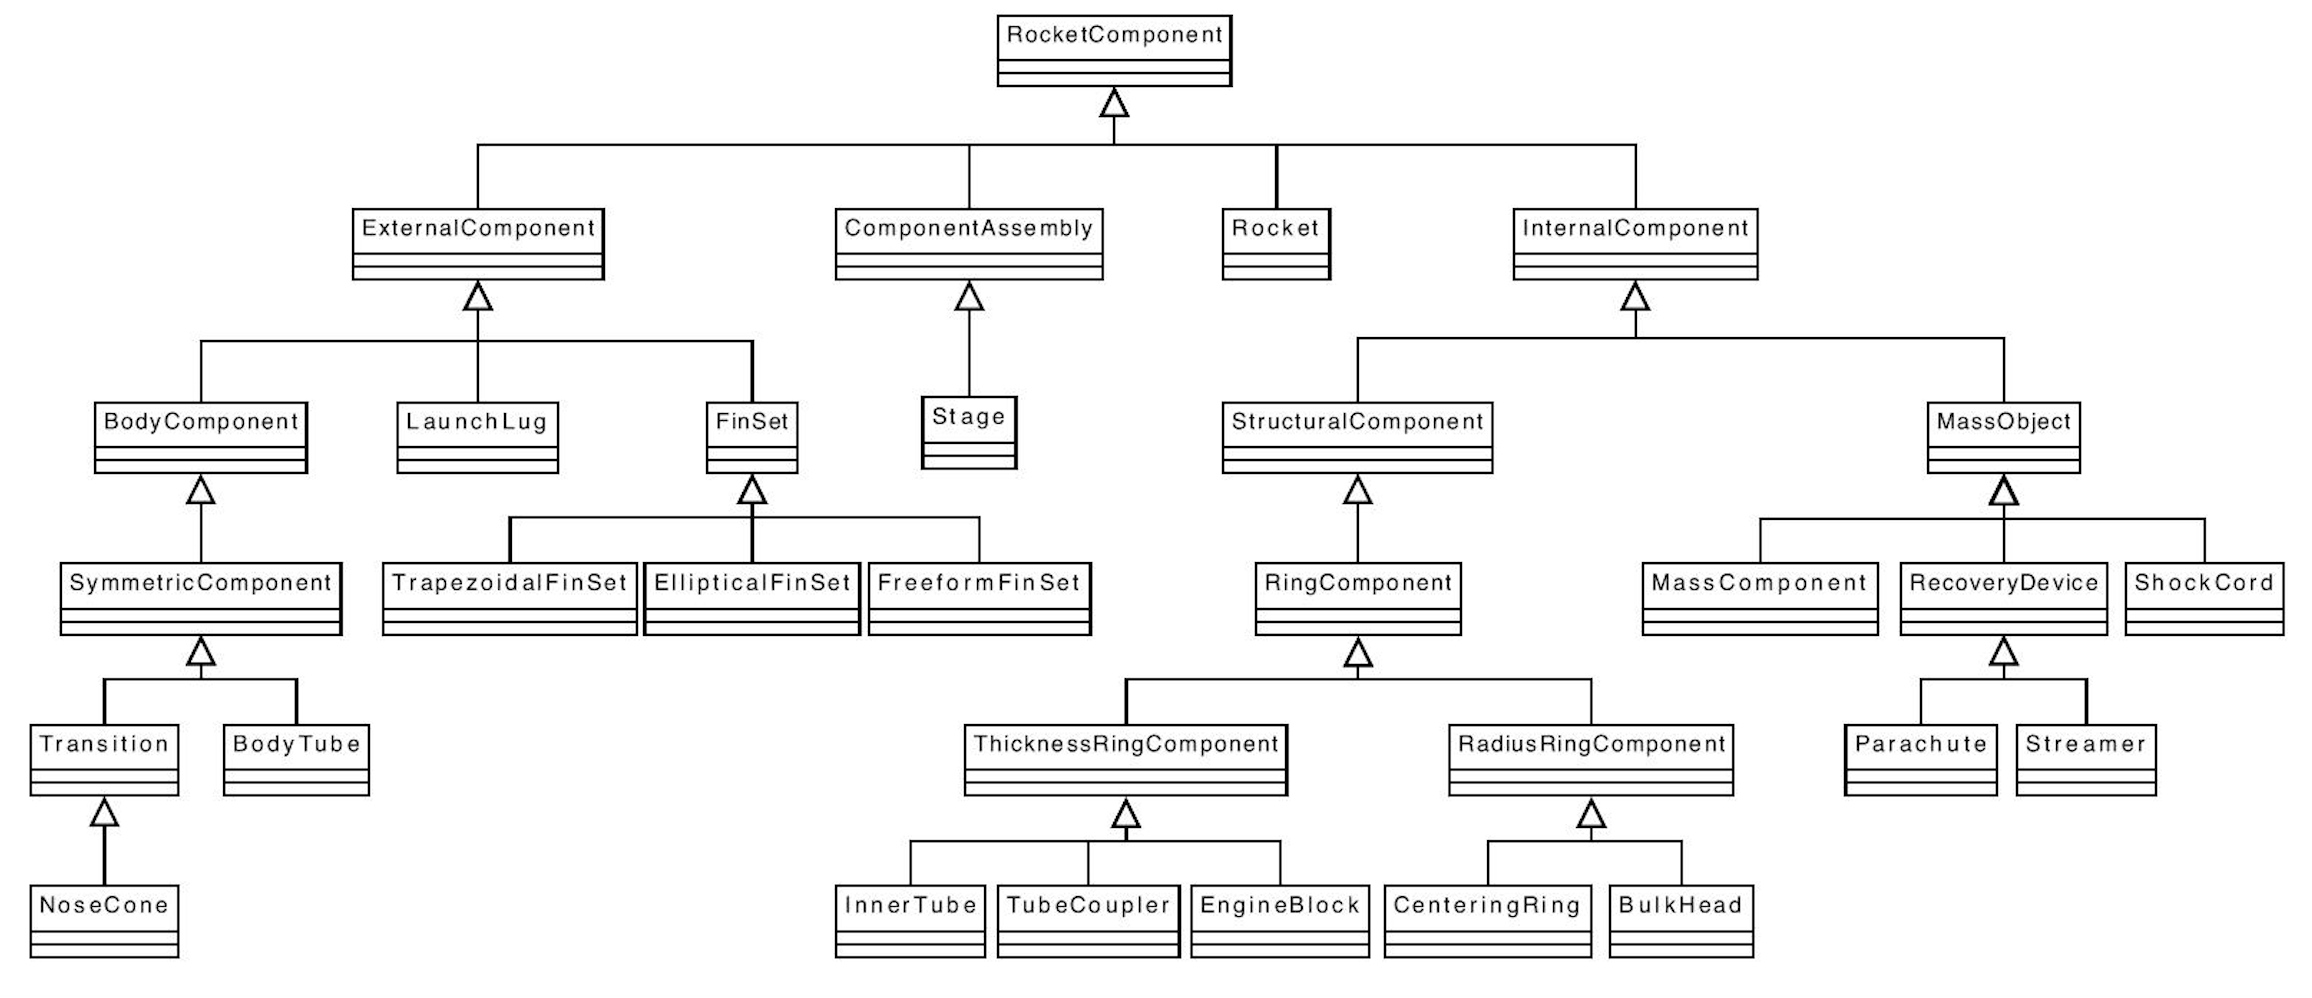 RocketComponent
ExternalComponent
ComponentAssembly
Rocket
InternalComponent
BodyComponent
LaunchLug
FinSet
Stage
StructuralComponent
MassObject
SymmetricComponent
TrapezoidalFinSet
EllipticalFinSet
FreeformFinSet
RingComponent
MassComponent
RecoveryDevice
ShockCord
Transition
BodyTube
ThicknessRingComponent
RadiusRingComponent
Parachute
Streamer
NoseCone
InnerTube
TubeCoupler
EngineBlock
CenteringRing
BulkHead